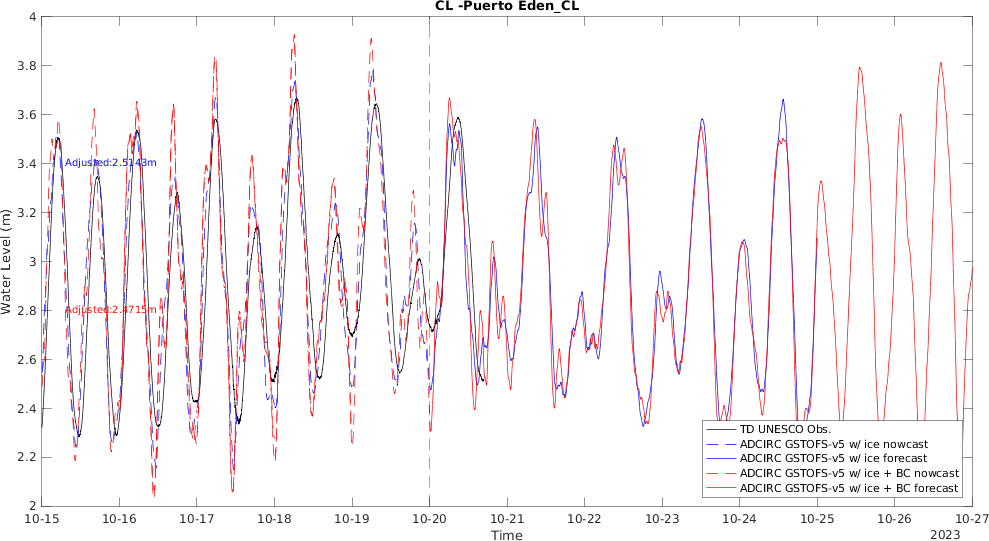 CL -Puerto Eden_CL
4
3.8
3.6
3.4
3.2
3
2.8
2.6
2.4
2.2
2
Water Level (m)
Adjusted:2.5143m
Adjusted:2.4715m
TD UNESCO Obs.
ADCIRC GSTOFS-v5 w/ ice nowcast
ADCIRC GSTOFS-v5 w/ ice forecast
ADCIRC GSTOFS-v5 w/ ice + BC nowcast
ADCIRC GSTOFS-v5 w/ ice + BC forecast
10-15 10-16 10-17 10-18 10-19 10-20 10-21 10-22 10-23 10-24 10-25 10-26 10-27
Time
2023